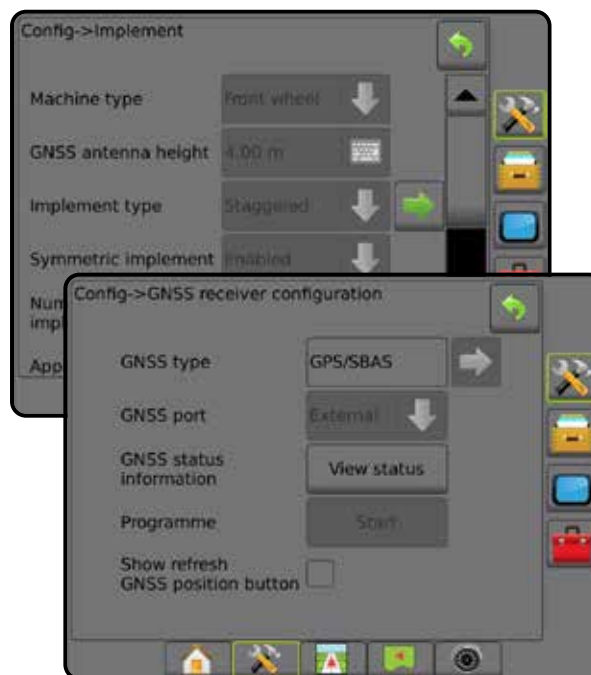 Config->Implement
Machine type
Front wheel
GNSS antenna height
4.00 m
Implement type
Staggered
Symmetric implement
Enabled
Config->GNSS receiver configuration
GNSS type
GPS/SBAS
GNSS port
External
GNSS status
information
View status
Programme
Start
Show refresh
GNSS position button